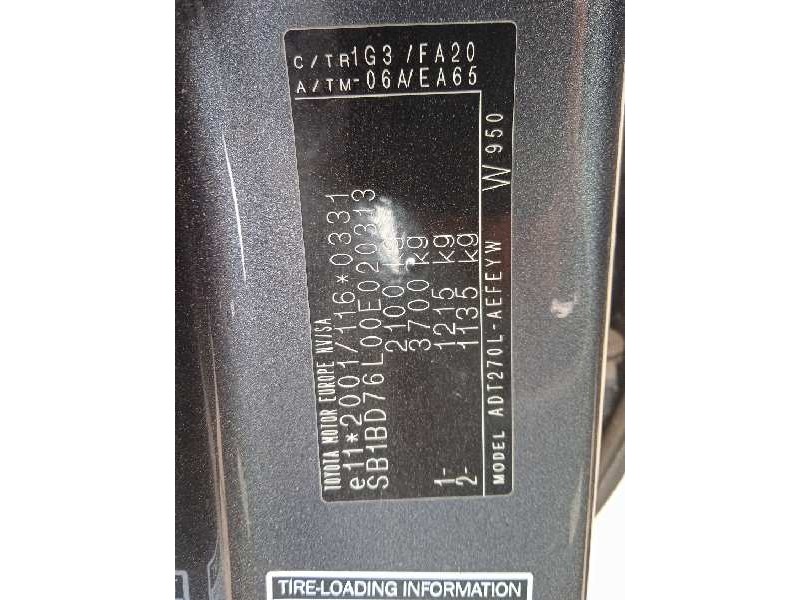 TOYOTA MOTOR EUROPE NV/SA
e11*2001/116*0331
SB1BD76L00E020313
2100 kg
3700 kg
1- 1215 kg
2- 1135 kg
MODEL ADT270L-AEFEYW W 950
C/TR 1G3 /FA20
A/TM -06A/EA65
TIRE-LOADING INFORMATION